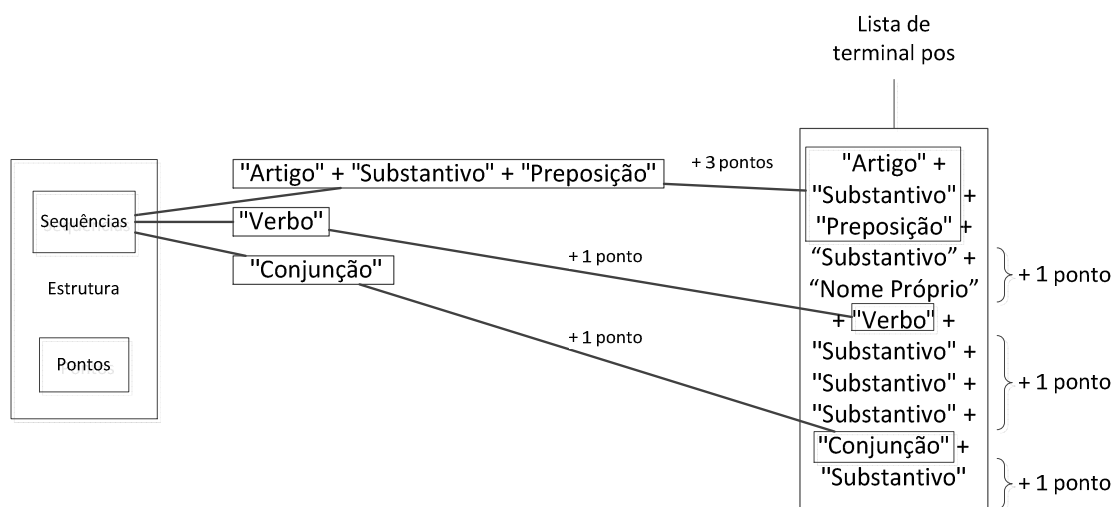 Lista de
terminal pos
Sequências
Estrutura
Pontos
"Artigo" + "Substantivo" + "Preposição"
"Verbo"
"Conjunção"
+ 3 pontos
+ 1 ponto
+ 1 ponto
"Artigo" +
"Substantivo" +
"Preposição" +
“Substantivo” +
“Nome Próprio”
+ "Verbo" +
"Substantivo" +
"Substantivo" +
"Substantivo" +
"Conjunção" +
"Substantivo"
+ 1 ponto
+ 1 ponto
+ 1 ponto